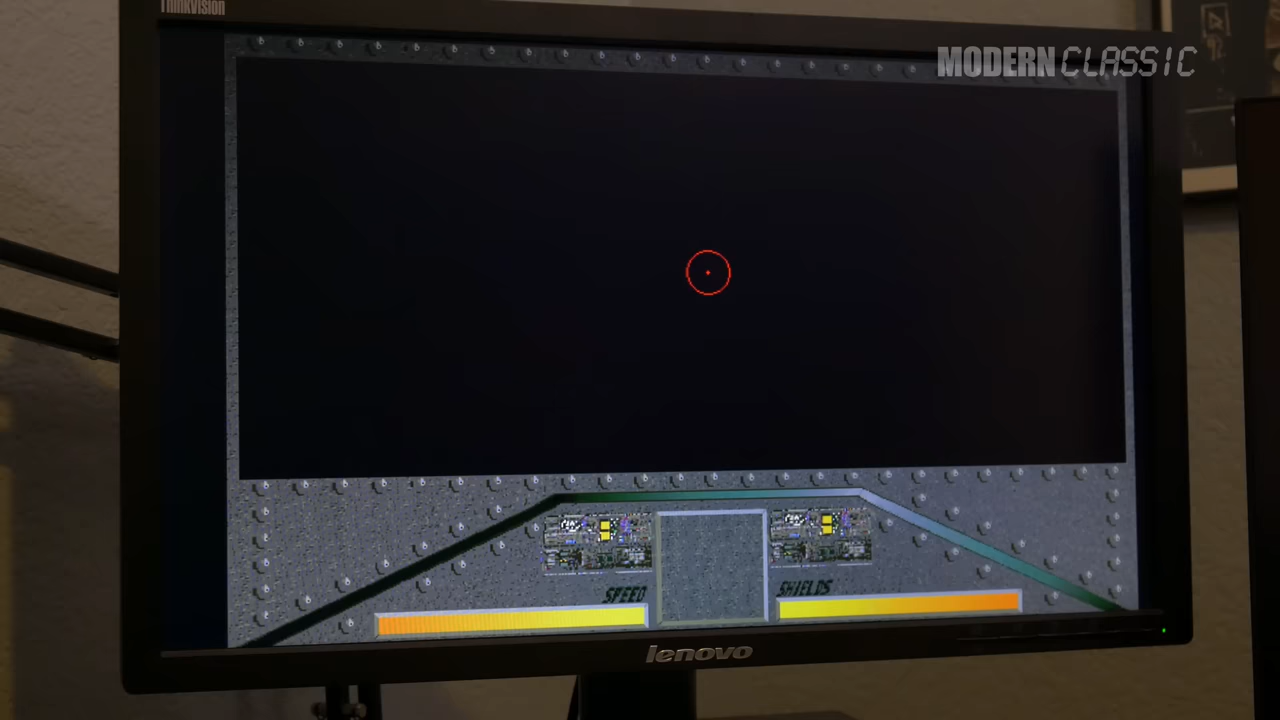 ThinkVision
MODERN CLASSIC
SPEED
SHIELDS
lenovo